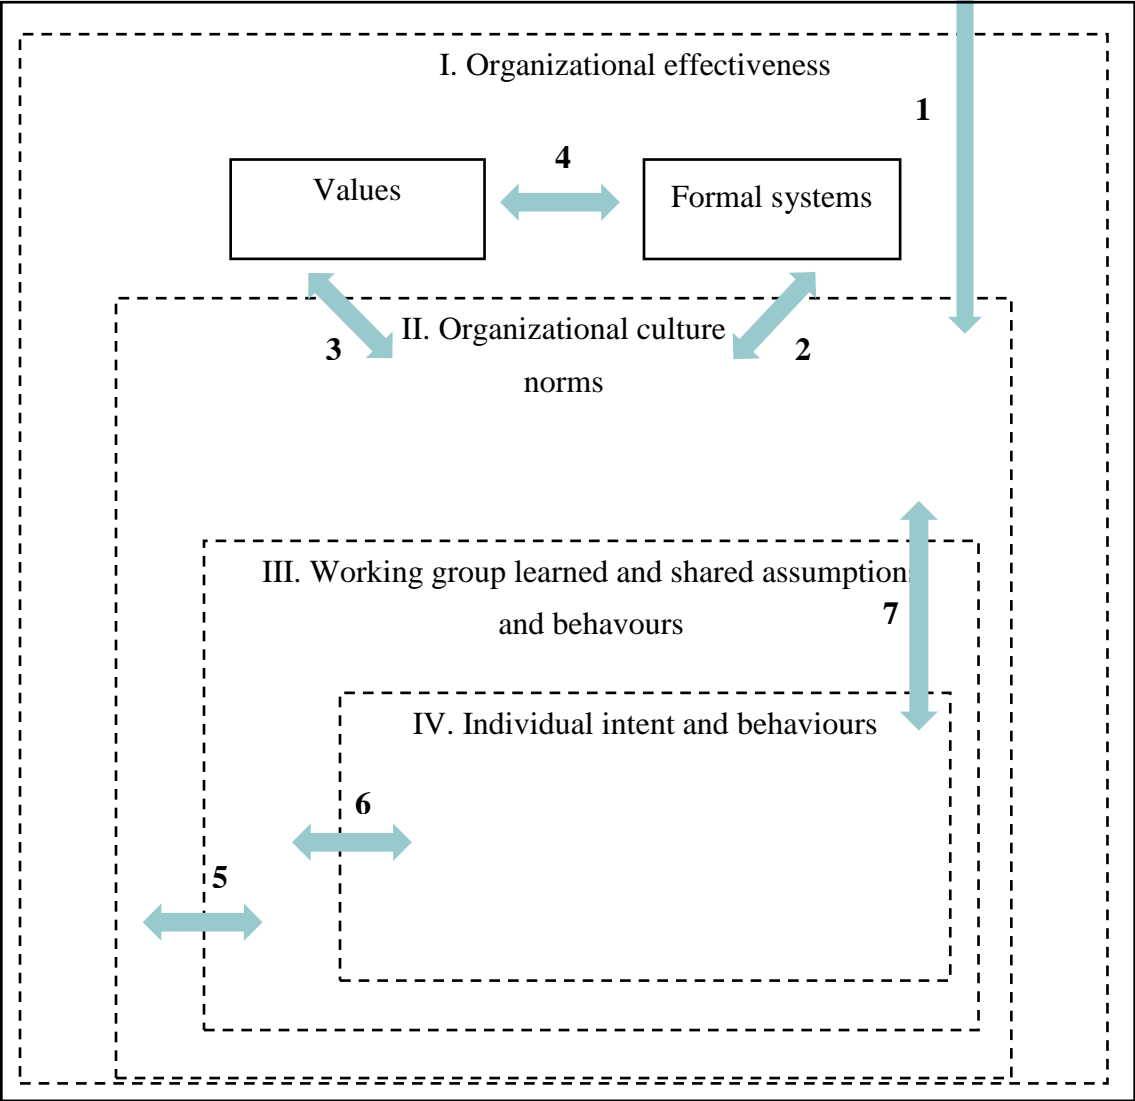 I. Organizational effectiveness
1
4
Values
Formal systems
II. Organizational culture
3
2
norms
III. Working group learned and shared assumption
and behavours
7
IV. Individual intent and behaviours
6
5